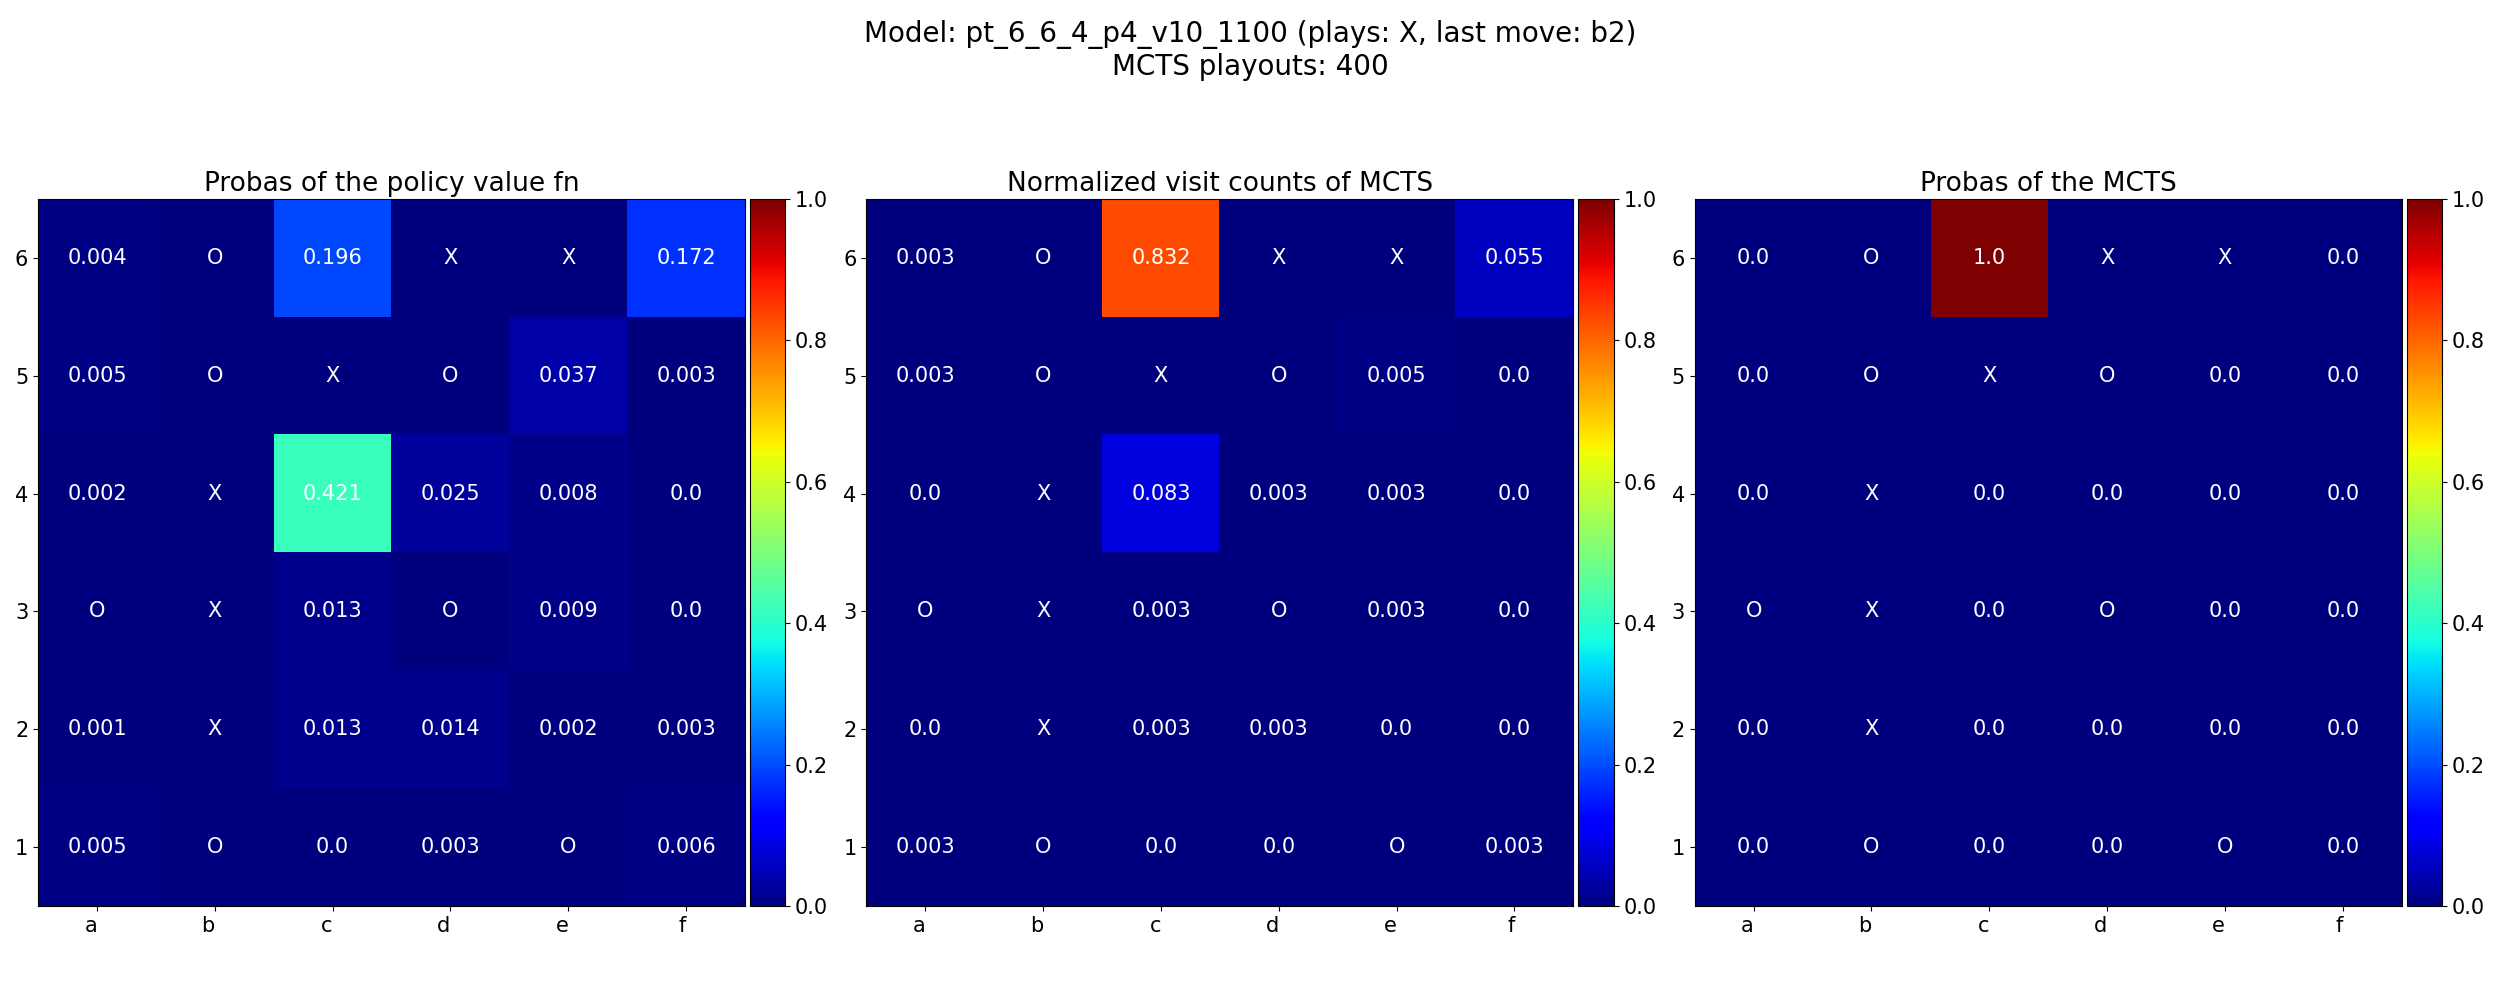 Model: pt_6_6_4_p4_v10_1100 (plays: X, last move: b2)
MCTS playouts: 400
Probas of the policy value fn
6 0.004 O 0.196 X X 0.172
5 0.005 O X O 0.037 0.003
4 0.002 X 0.421 0.025 0.008 0.0
3 O X 0.013 O 0.009 0.0
2 0.001 X 0.013 0.014 0.002 0.003
1 0.005 O 0.0 0.003 O 0.006
a b c d e f
1.0
0.8
0.6
0.4
0.2
0.0
Normalized visit counts of MCTS
6 0.003 O 0.832 X X 0.055
5 0.003 O X O 0.005 0.0
4 0.0 X 0.083 0.003 0.003 0.0
3 O X 0.003 O 0.003 0.0
2 0.0 X 0.003 0.003 0.0 0.0
1 0.003 O 0.0 0.0 O 0.003
a b c d e f
1.0
0.8
0.6
0.4
0.2
0.0
Probas of the MCTS
6 0.0 O 1.0 X X 0.0
5 0.0 O X O 0.0 0.0
4 0.0 X 0.0 0.0 0.0 0.0
3 O X 0.0 O 0.0 0.0
2 0.0 X 0.0 0.0 0.0 0.0
1 0.0 O 0.0 0.0 O 0.0
a b c d e f
1.0
0.8
0.6
0.4
0.2
0.0